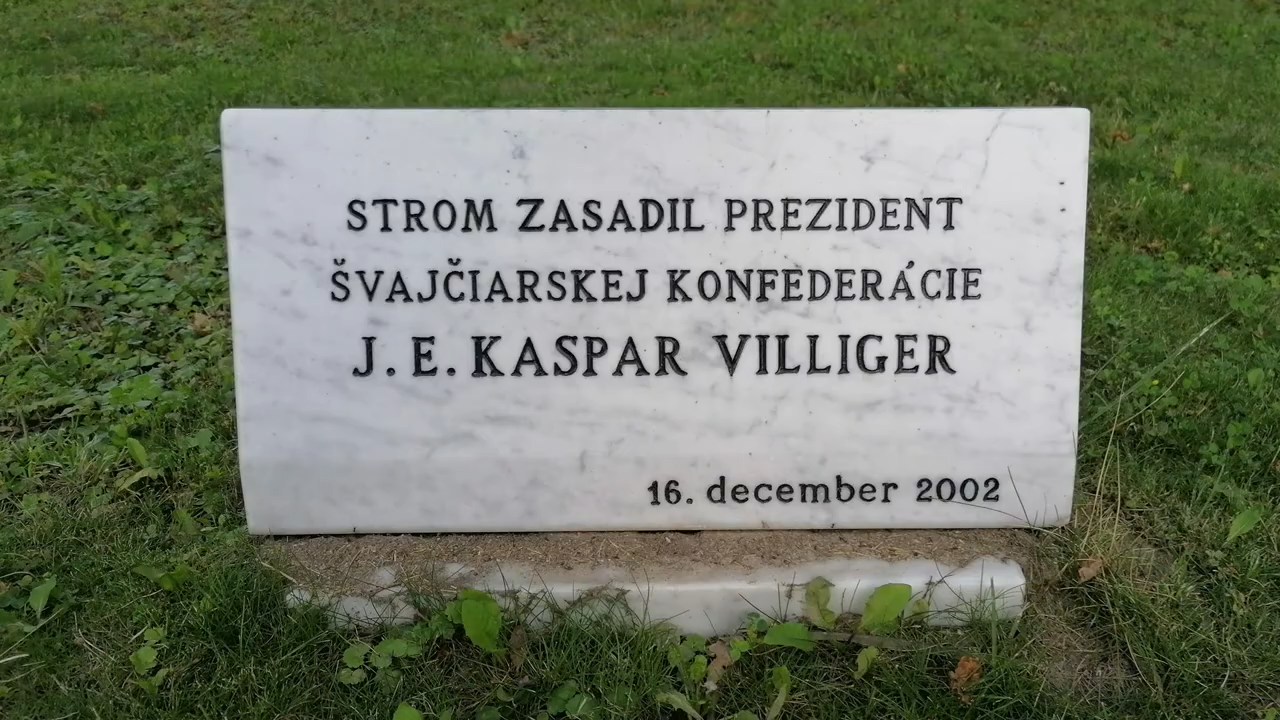 STROM ZASADIL PREZIDENT
ŠVAJČIARSKEJ KONFEDERÁCIE
J. E. KASPAR VILLIGER
16. december 2002